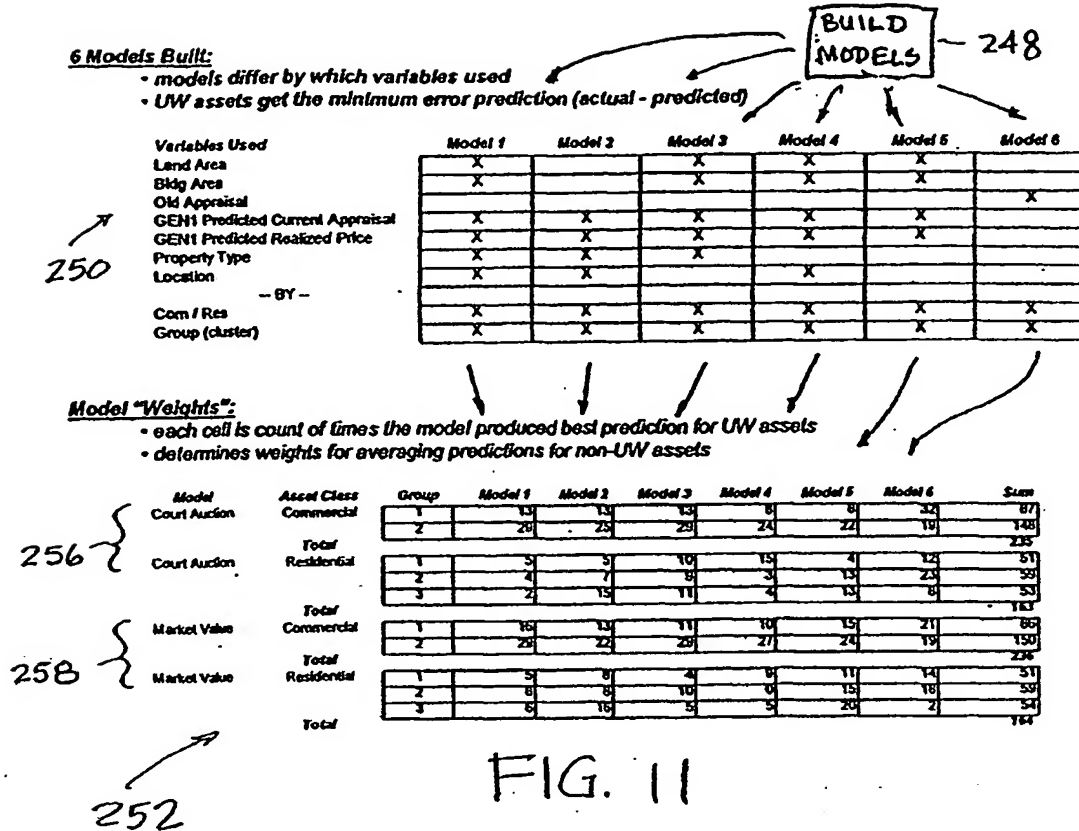 BUILD
MODELS
248
6 Models Built:
• models differ by which variables used
• UW assets get the minimum error prediction (actual - predicted)
Variables Used Model 1 Model 2 Model 3 Model 4 Model 5 Model 6
Land Area X X X X
Bldg Area X X X X
Old Appraisal X
GEN1 Predicted Current Appraisal X X X X X
GEN1 Predicted Realized Price X X X X X
Property Type X X X
Location X X X
-- BY --
Com / Res X X X X X X
Group (cluster) X X X X X X
250
Model "Weights":
• each cell is count of times the model produced best prediction for UW assets
• determines weights for averaging predictions for non-UW assets
Model Asset Class Group Model 1 Model 2 Model 3 Model 4 Model 5 Model 6 Sum
Court Auction Commercial 1 13 13 13 8 8 32 87
2 29 25 29 24 22 19 148
Total 235
256
Court Auction Residential 1 5 5 10 15 4 12 51
2 4 7 9 3 13 23 59
3 2 15 11 4 13 8 53
Total 163
Market Value Commercial 1 16 13 11 10 15 21 86
2 29 22 29 27 24 19 150
Total 236
258
Market Value Residential 1 5 8 4 9 11 14 51
2 8 8 10 0 15 18 59
3 6 16 5 5 20 2 54
Total 164
252
FIG. 11